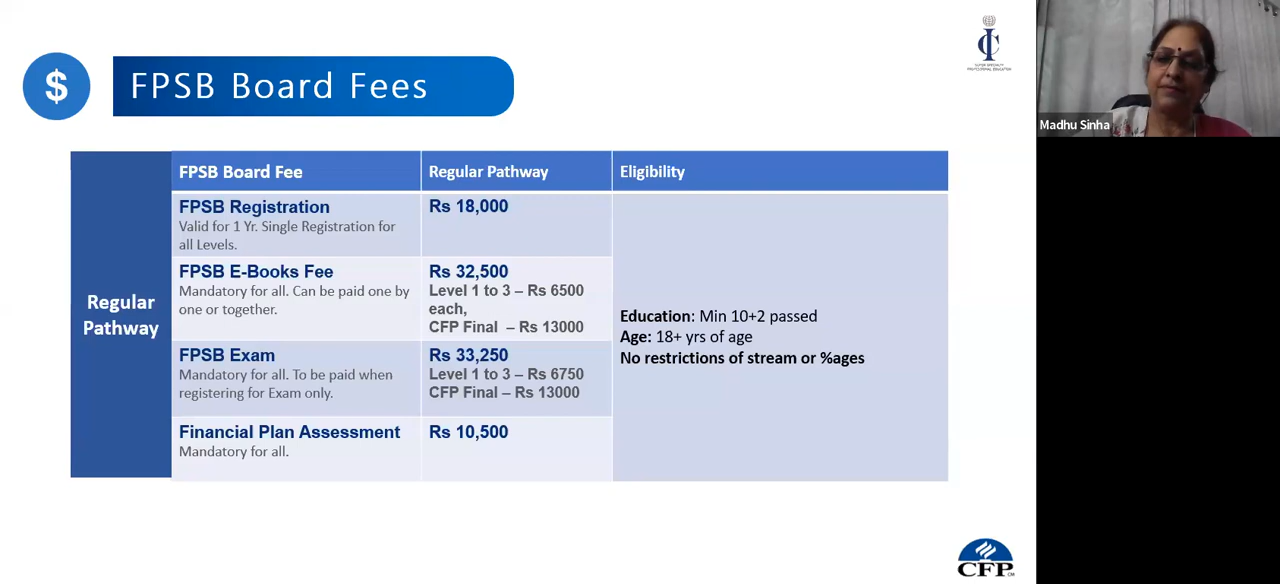 $
FPSB Board Fees
Madhu Sinha
Regular
Pathway
FPSB Board Fee
Regular Pathway
Eligibility
FPSB Registration
Valid for 1 Yr. Single Registration for
all Levels.
Rs 18,000
FPSB E-Books Fee
Mandatory for all. Can be paid one by
one or together.
Rs 32,500
Level 1 to 3 – Rs 6500
each,
CFP Final – Rs 13000
FPSB Exam
Mandatory for all. To be paid when
registering for Exam only.
Rs 33,250
Level 1 to 3 – Rs 6750
CFP Final – Rs 13000
Financial Plan Assessment
Mandatory for all.
Rs 10,500
Education: Min 10+2 passed
Age: 18+ yrs of age
No restrictions of stream or %ages
CFP